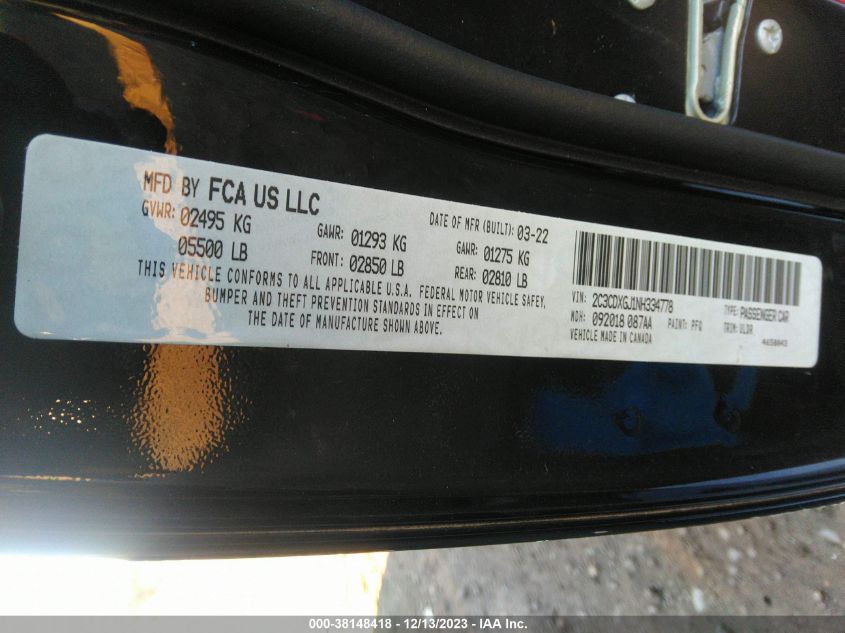 MFD BY FCA US LLC
GVWR: 02495 KG
05500 LB
GAWR: 01293 KG
FRONT: 02850 LB
DATE OF MFR (BUILT): 03-22
GAWR: 01275 KG
REAR: 02810 LB
THIS VEHICLE CONFORMS TO ALL APPLICABLE U.S.A. FEDERAL MOTOR VEHICLE SAFEY,
BUMPER AND THEFT PREVENTION STANDARDS IN EFFECT ON
THE DATE OF MANUFACTURE SHOWN ABOVE.
VIN: 2C3CDXGJ1NH334778
TYPE: PASSENGER CAR
MDH: 092018 087AA
PAINT: PFQ
TRIM: ULDR
VEHICLE MADE IN CANADA
000-38148418 - 12/13/2023 - IAA Inc.